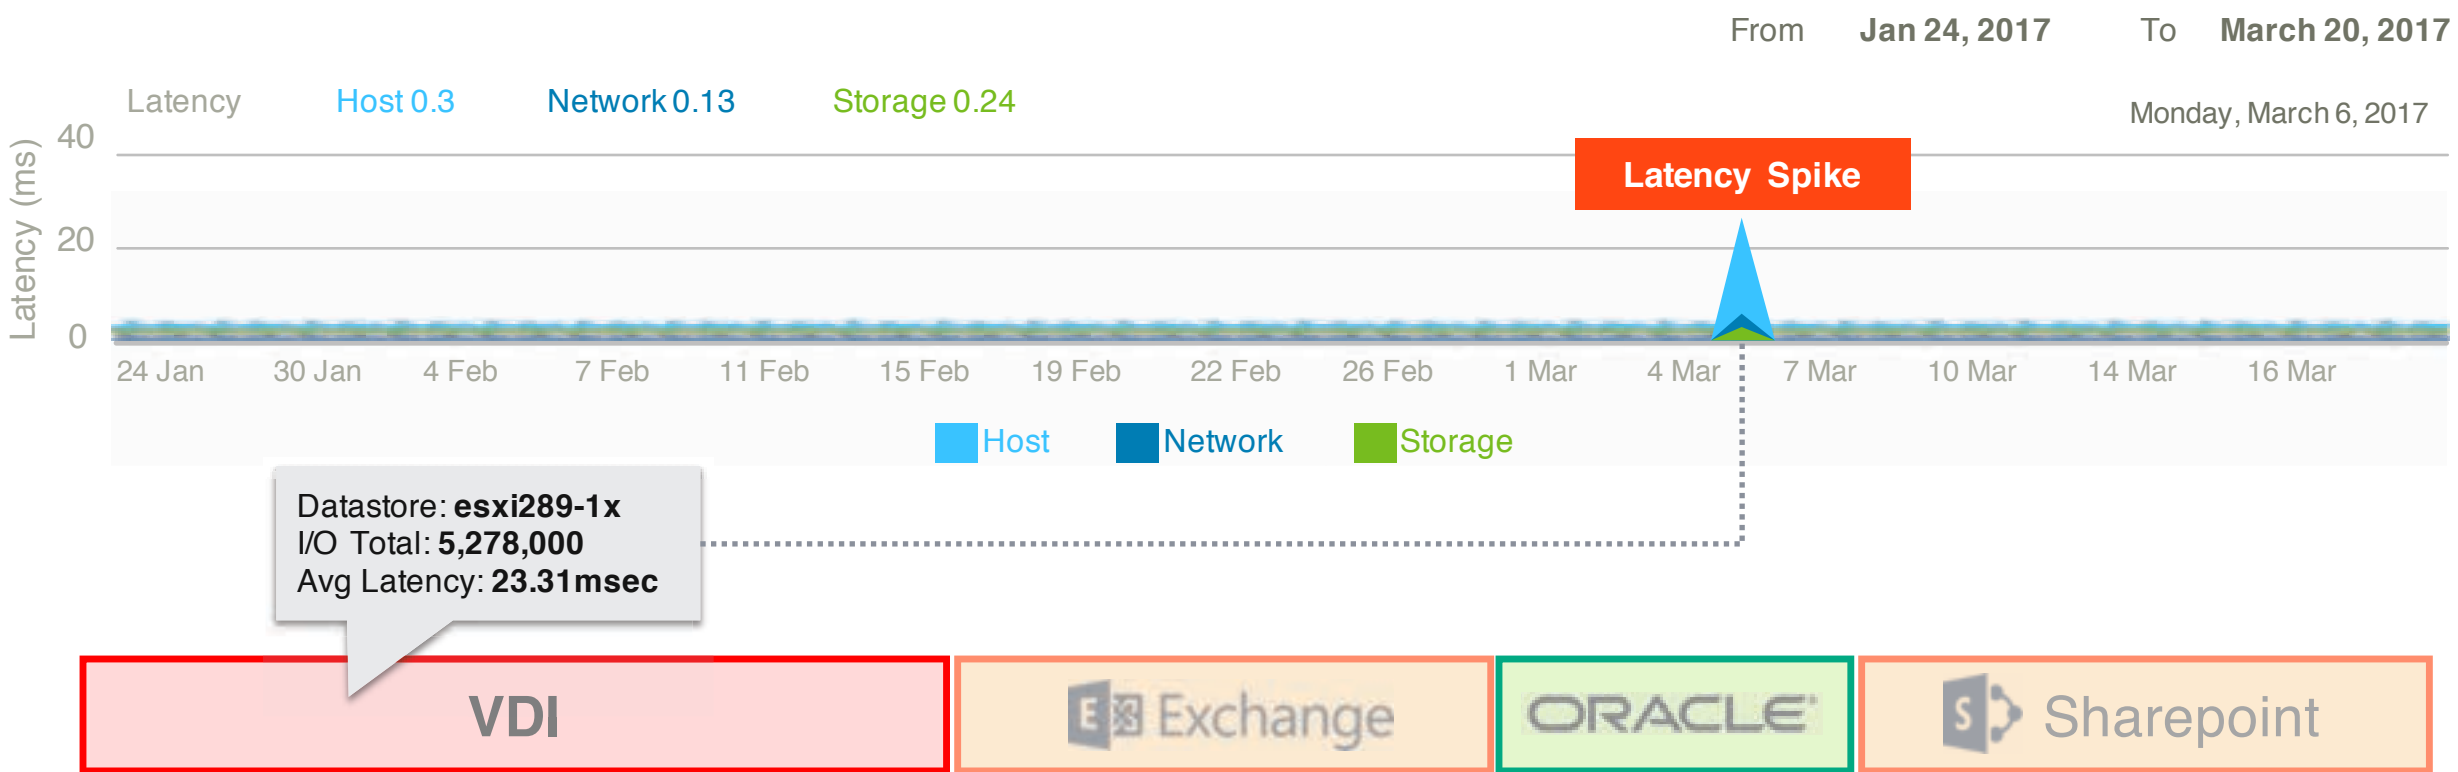 From Jan 24, 2017 To March 20, 2017
Latency Host 0.3 Network 0.13 Storage 0.24
Monday, March 6, 2017
Latency (ms)
40
Latency Spike
20
0
24 Jan 30 Jan 4 Feb 7 Feb 11 Feb 15 Feb 19 Feb 22 Feb 26 Feb 1 Mar 4 Mar 7 Mar 10 Mar 14 Mar 16 Mar
Host Network Storage
Datastore: esxi289-1x
I/O Total: 5,278,000
Avg Latency: 23.31msec
VDI E Exchange ORACLE S Sharepoint